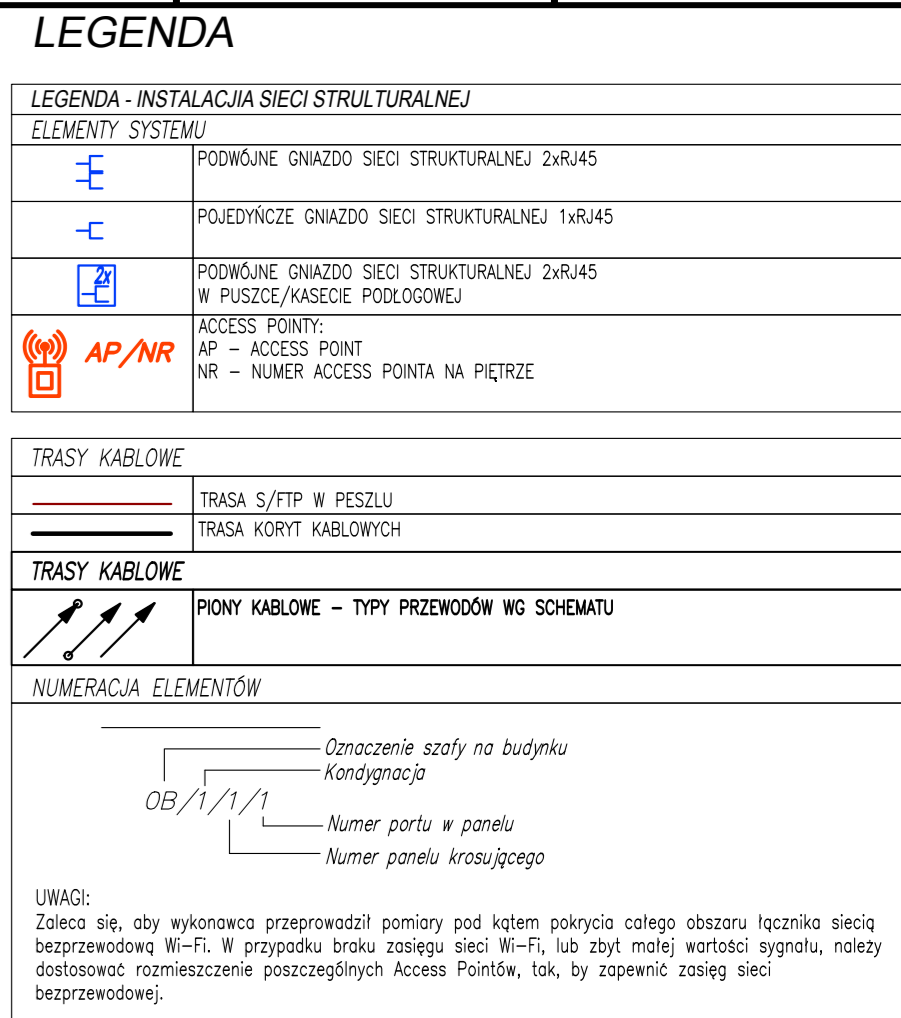 LEGENDA
LEGENDA - INSTALACJIA SIECI STRULTURALNEJ
ELEMENTY SYSTEMU
PODWÓJNE GNIAZDO SIECI STRUKTURALNEJ 2xRJ45
POJEDYŃCZE GNIAZDO SIECI STRUKTURALNEJ 1xRJ45
2x
PODWÓJNE GNIAZDO SIECI STRUKTURALNEJ 2xRJ45
W PUSZCE/KASECIE PODŁOGOWEJ
AP/NR
ACCESS POINTY:
AP – ACCESS POINT
NR – NUMER ACCESS POINTA NA PIĘTRZE
TRASY KABLOWE
TRASA S/FTP W PESZLU
TRASA KORYT KABLOWYCH
TRASY KABLOWE
PIONY KABLOWE – TYPY PRZEWODÓW WG SCHEMATU
NUMERACJA ELEMENTÓW
Oznaczenie szafy na budynku
Kondygnacja
OB/1/1/1
Numer portu w panelu
Numer panelu krosującego
UWAGI:
Zaleca się, aby wykonawca przeprowadził pomiary pod kątem pokrycia całego obszaru łącznika siecią
bezprzewodową Wi–Fi. W przypadku braku zasięgu sieci Wi–Fi, lub zbyt małej wartości sygnału, należy
dostosować rozmieszczenie poszczególnych Access Pointów, tak, by zapewnić zasięg sieci
bezprzewodowej.